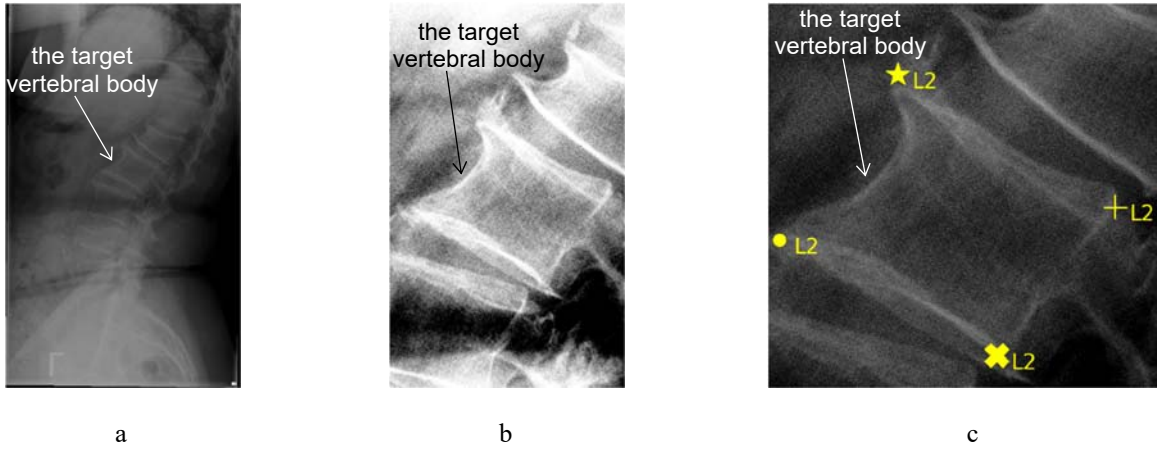 the target
vertebral body
the target
vertebral body
the target
vertebral body
L2
L2
L2
L2
L
a
b
c